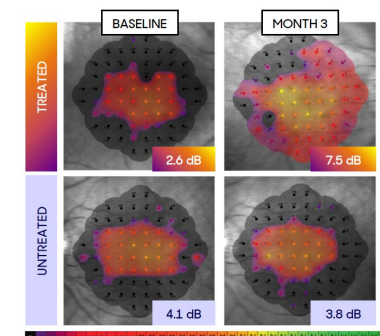 BASELINE
MONTH 3
TREATED
2.6 dB
7.5 dB
UNTREATED
4.1 dB
3.8 dB